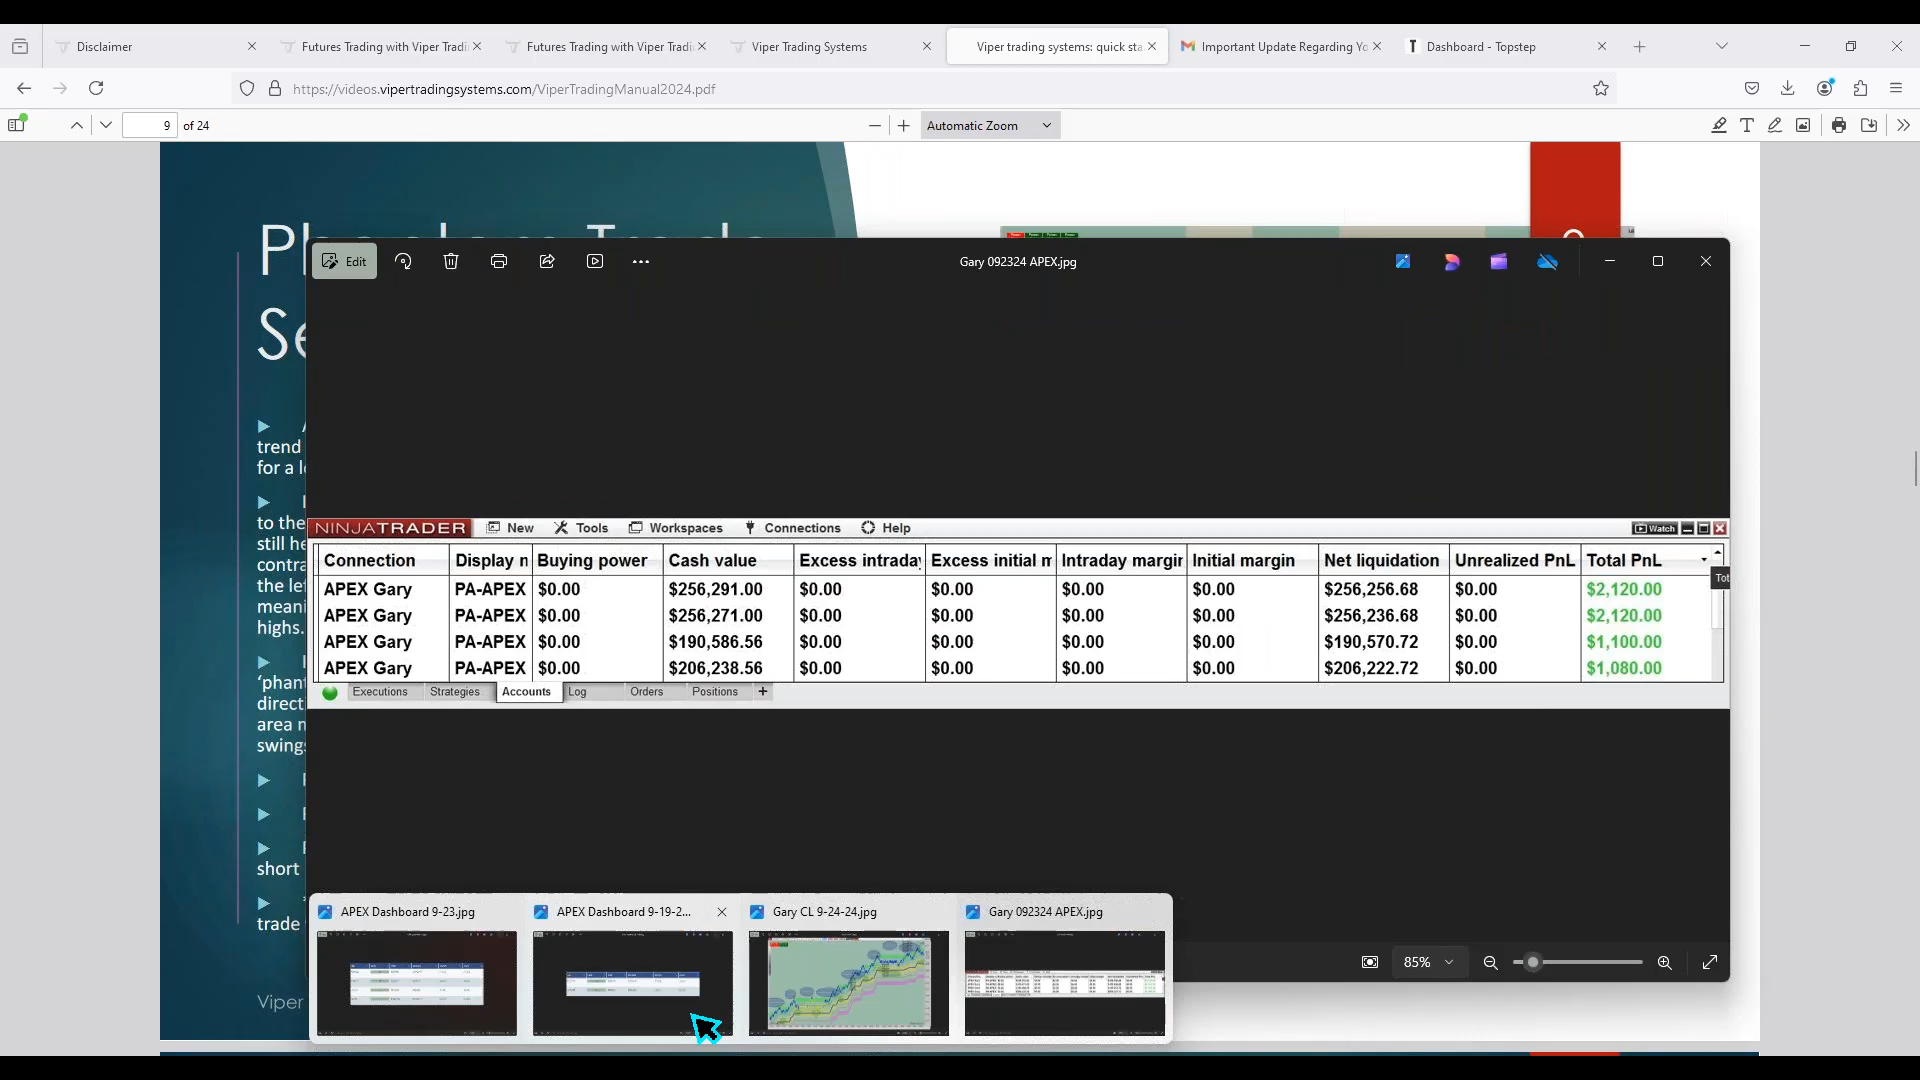 Disclaimer
Futures Trading with Viper Tradi
Futures Trading with Viper Tradi
Viper Trading Systems
Viper trading systems: quick sta
Important Update Regarding Yo
Dashboard - Topstep
https://videos.vipertradingsystems.com/ViperTradingManual2024.pdf
9 of 24
Automatic Zoom
Edit
Gary 092324 APEX.jpg
trend
for a l
to the
still he
contra
the lef
meani
highs.
'phant
direct
area n
swing
short
trade
Viper
NINJATRADER New Tools Workspaces Connections Help Watch
Connection Display n Buying power Cash value Excess intraday Excess initial m Intraday margin Initial margin Net liquidation Unrealized PnL Total PnL
Tot
APEX Gary PA-APEX $0.00 $256,291.00 $0.00 $0.00 $0.00 $0.00 $256,256.68 $0.00 $2,120.00
APEX Gary PA-APEX $0.00 $256,271.00 $0.00 $0.00 $0.00 $0.00 $256,236.68 $0.00 $2,120.00
APEX Gary PA-APEX $0.00 $190,586.56 $0.00 $0.00 $0.00 $0.00 $190,570.72 $0.00 $1,100.00
APEX Gary PA-APEX $0.00 $206,238.56 $0.00 $0.00 $0.00 $0.00 $206,222.72 $0.00 $1,080.00
Executions Strategies Accounts Log Orders Positions +
APEX Dashboard 9-23.jpg
APEX Dashboard 9-19-2...
Gary CL 9-24-24.jpg
Gary 092324 APEX.jpg
85%